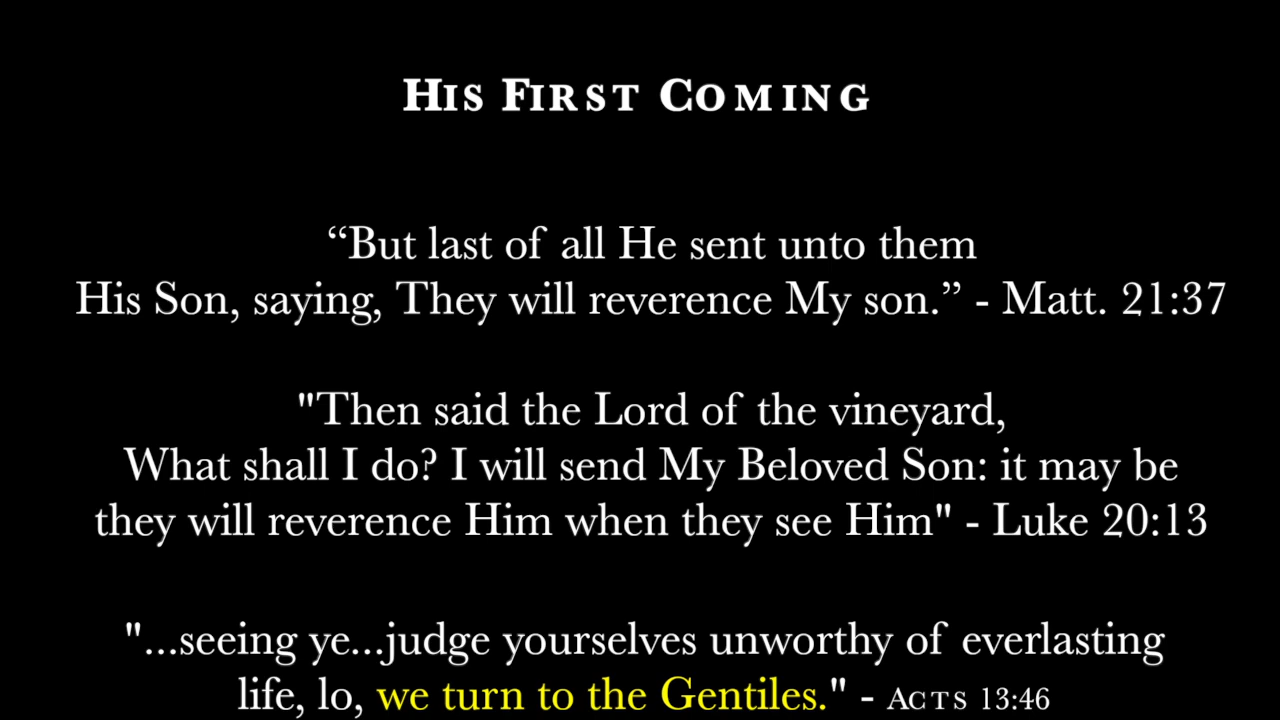 His First Coming
“But last of all He sent unto them
His Son, saying, They will reverence My son.” - Matt. 21:37
"Then said the Lord of the vineyard,
What shall I do? I will send My Beloved Son: it may be
they will reverence Him when they see Him" - Luke 20:13
"...seeing ye...judge yourselves unworthy of everlasting
life, lo, we turn to the Gentiles." - Acts 13:46